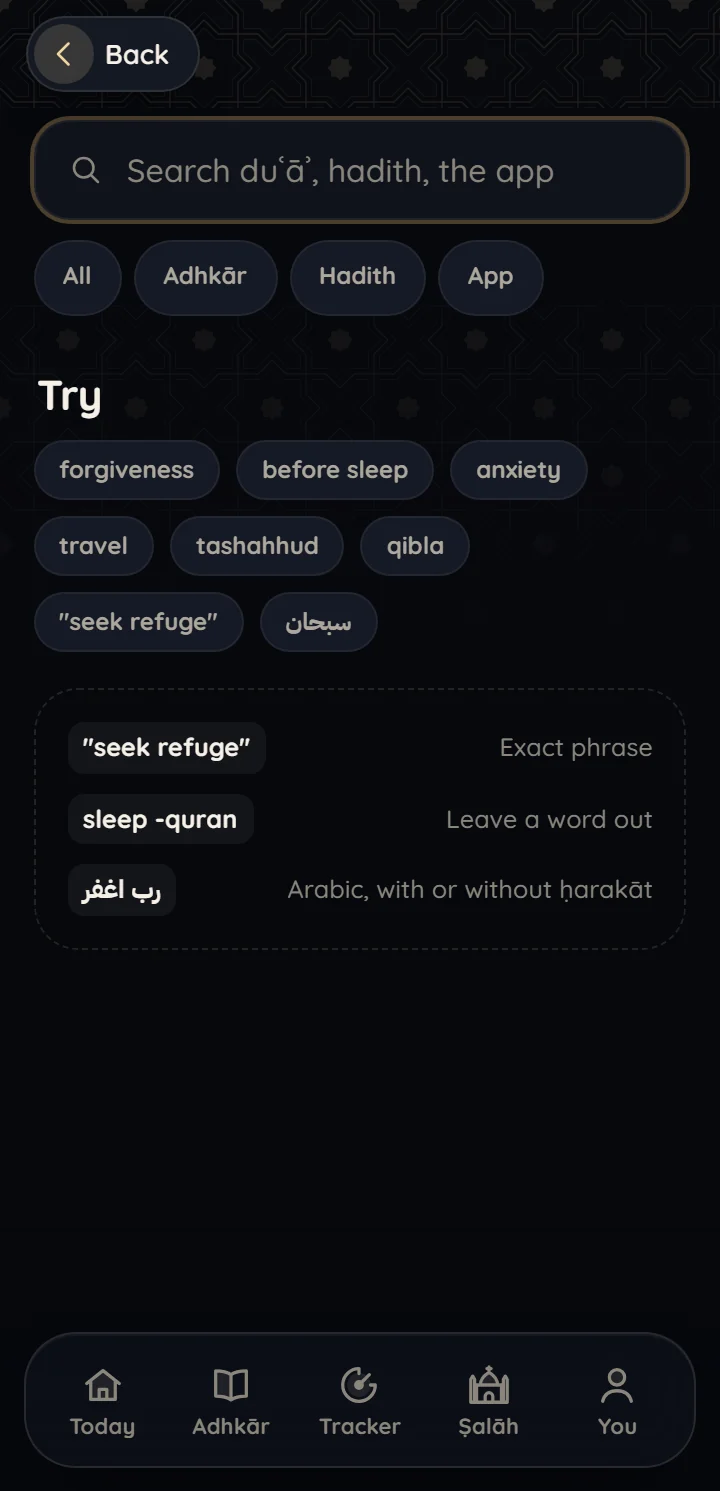 Back
Search duʿāʾ, hadith, the app
All Adhkār Hadith App
Try
forgiveness before sleep anxiety
travel tashahhud qibla
"seek refuge" سبحان
"seek refuge" Exact phrase
sleep -quran Leave a word out
رب اغفر Arabic, with or without ḥarakāt
Today Adhkār Tracker Ṣalāh You